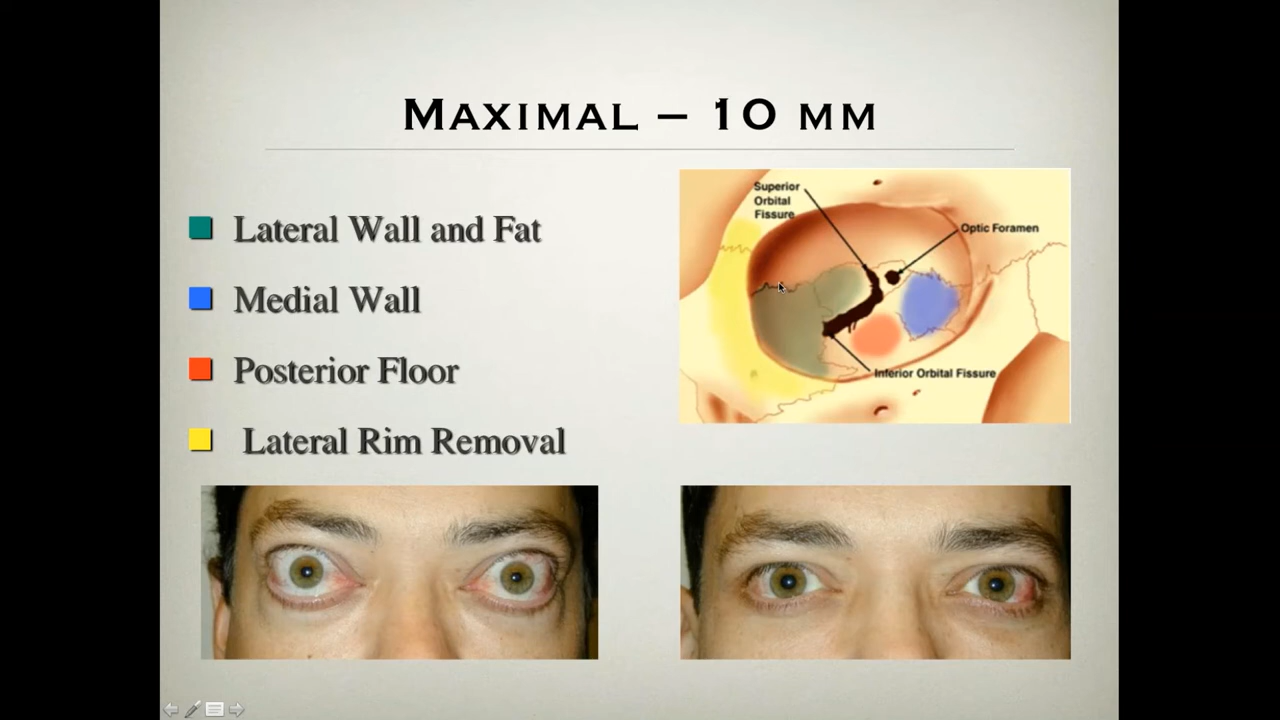 MAXIMAL – 10 MM
Lateral Wall and Fat
Medial Wall
Posterior Floor
Lateral Rim Removal
Superior
Orbital
Fissure
Optic Foramen
Inferior Orbital Fissure